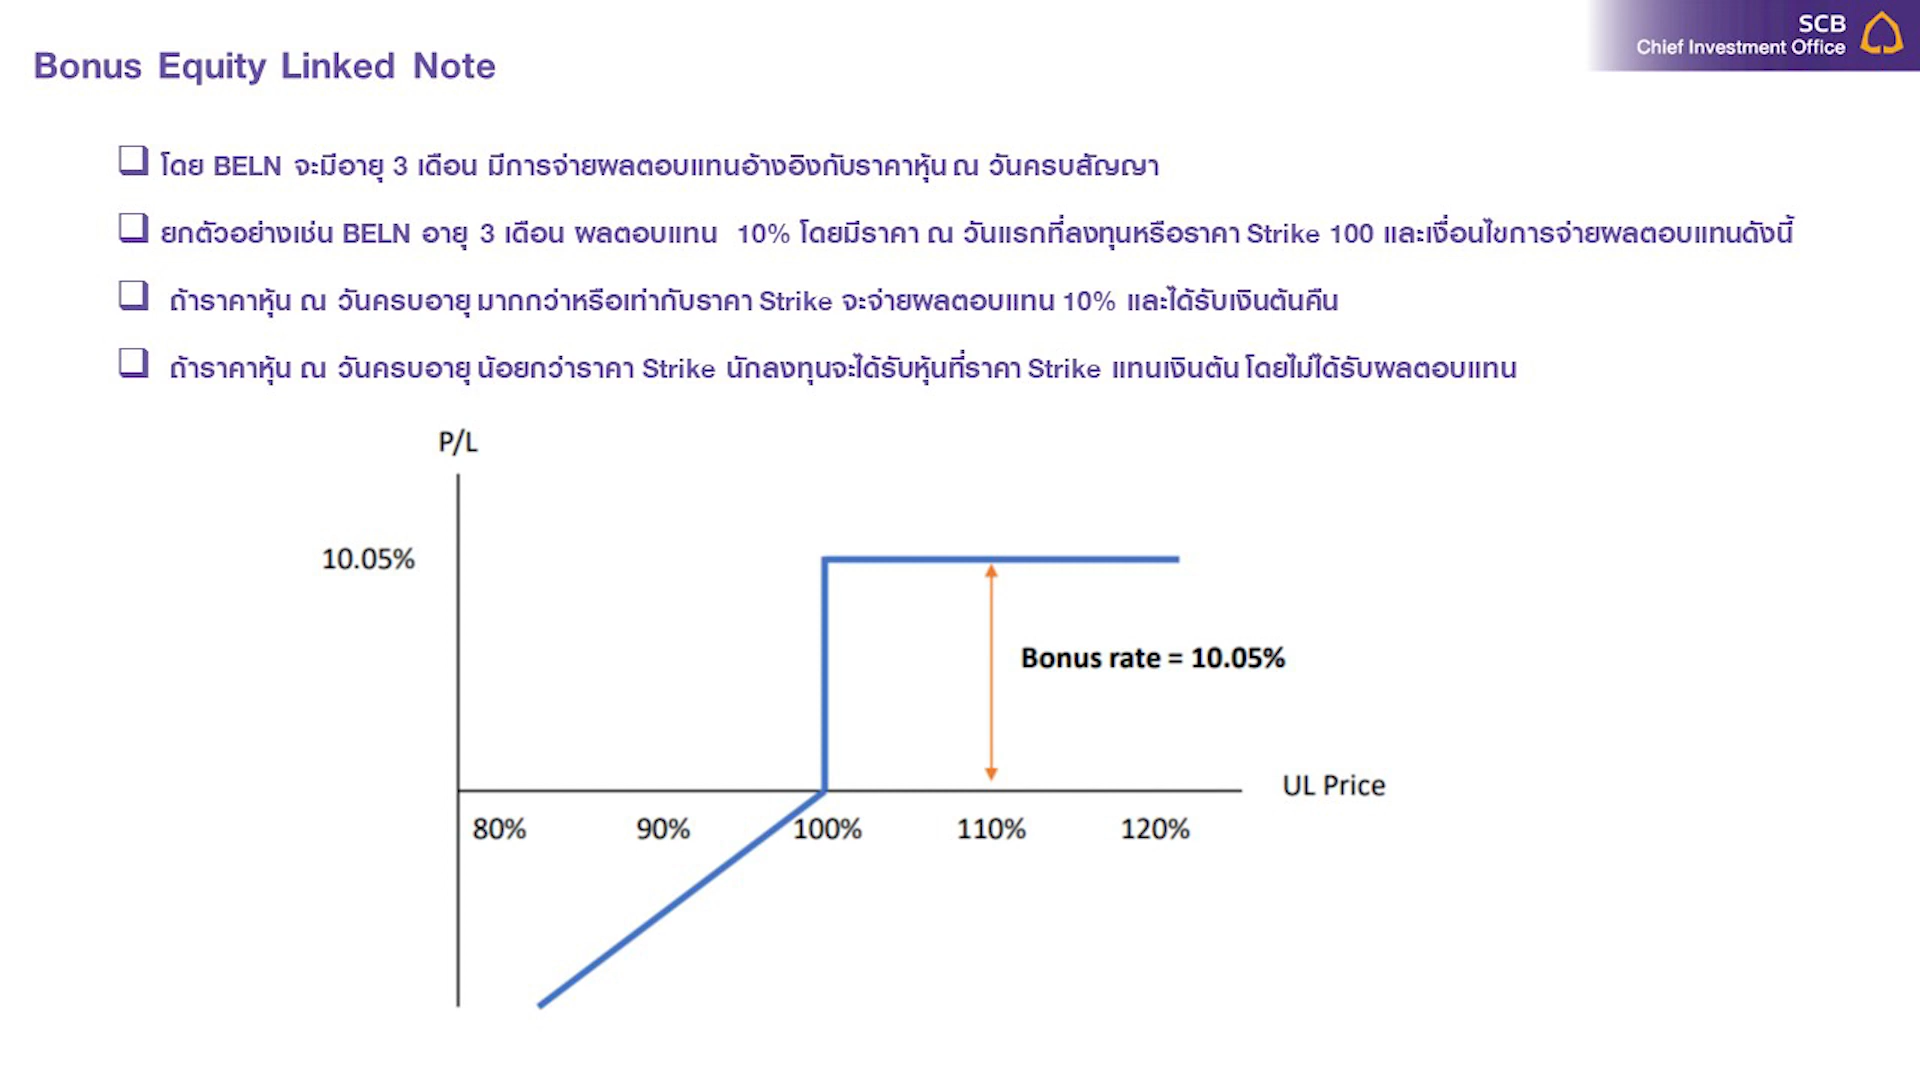 SCB
Chief Investment Office
Bonus Equity Linked Note
โดย BELN จะมีอายุ 3 เดือน มีการจ่ายผลตอบแทนอ้างอิงกับราคาหุ้น ณ วันครบสัญญา
ยกตัวอย่างเช่น BELN อายุ 3 เดือน ผลตอบแทน 10% โดยมีราคา ณ วันแรกที่ลงทุนหรือราคา Strike 100 และเงื่อนไขการจ่ายผลตอบแทนดังนี้
ถ้าราคาหุ้น ณ วันครบอายุ มากกว่าหรือเท่ากับราคา Strike จะจ่ายผลตอบแทน 10% และได้รับเงินต้นคืน
ถ้าราคาหุ้น ณ วันครบอายุ น้อยกว่าราคา Strike นักลงทุนจะได้รับหุ้นที่ราคา Strike แทนเงินต้น โดยไม่ได้รับผลตอบแทน
P/L
10.05%
Bonus rate = 10.05%
UL Price
80% 90% 100% 110% 120%